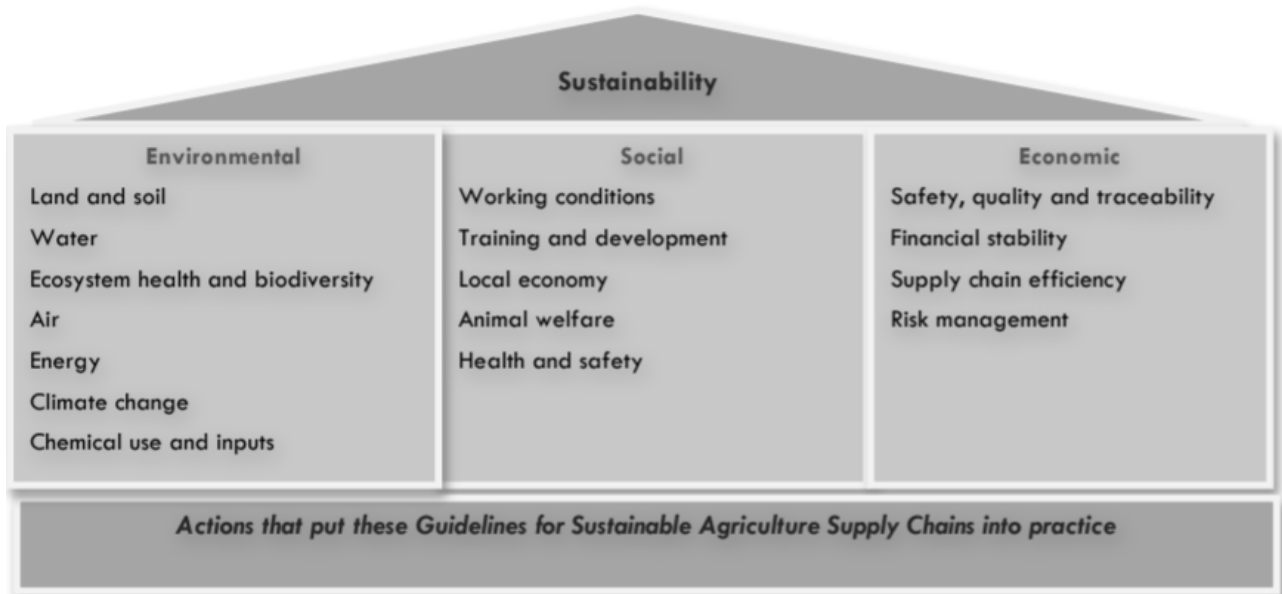 Sustainability
Environmental
Land and soil
Water
Ecosystem health and biodiversity
Air
Energy
Climate change
Chemical use and inputs
Social
Working conditions
Training and development
Local economy
Animal welfare
Health and safety
Economic
Safety, quality and traceability
Financial stability
Supply chain efficiency
Risk management
Actions that put these Guidelines for Sustainable Agriculture Supply Chains into practice